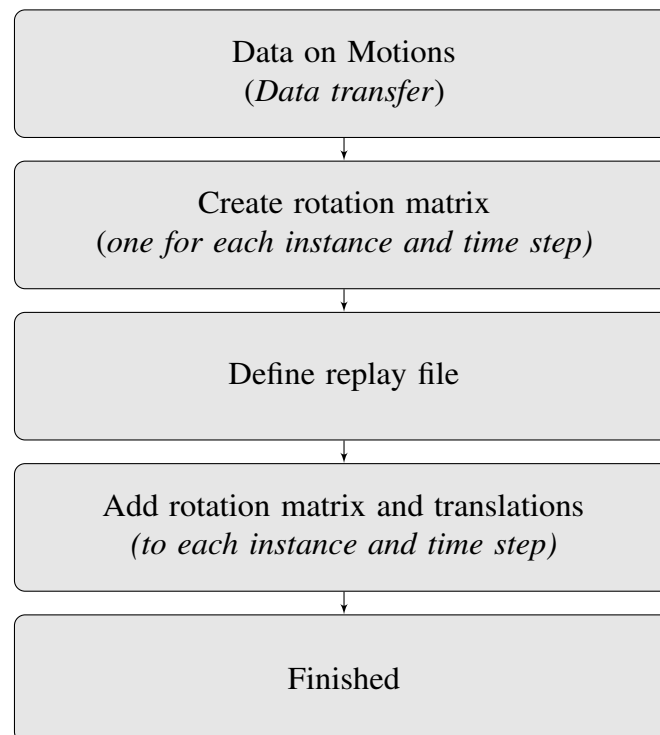 Data on Motions
(Data transfer)
Create rotation matrix
(one for each instance and time step)
Define replay file
Add rotation matrix and translations
(to each instance and time step)
Finished